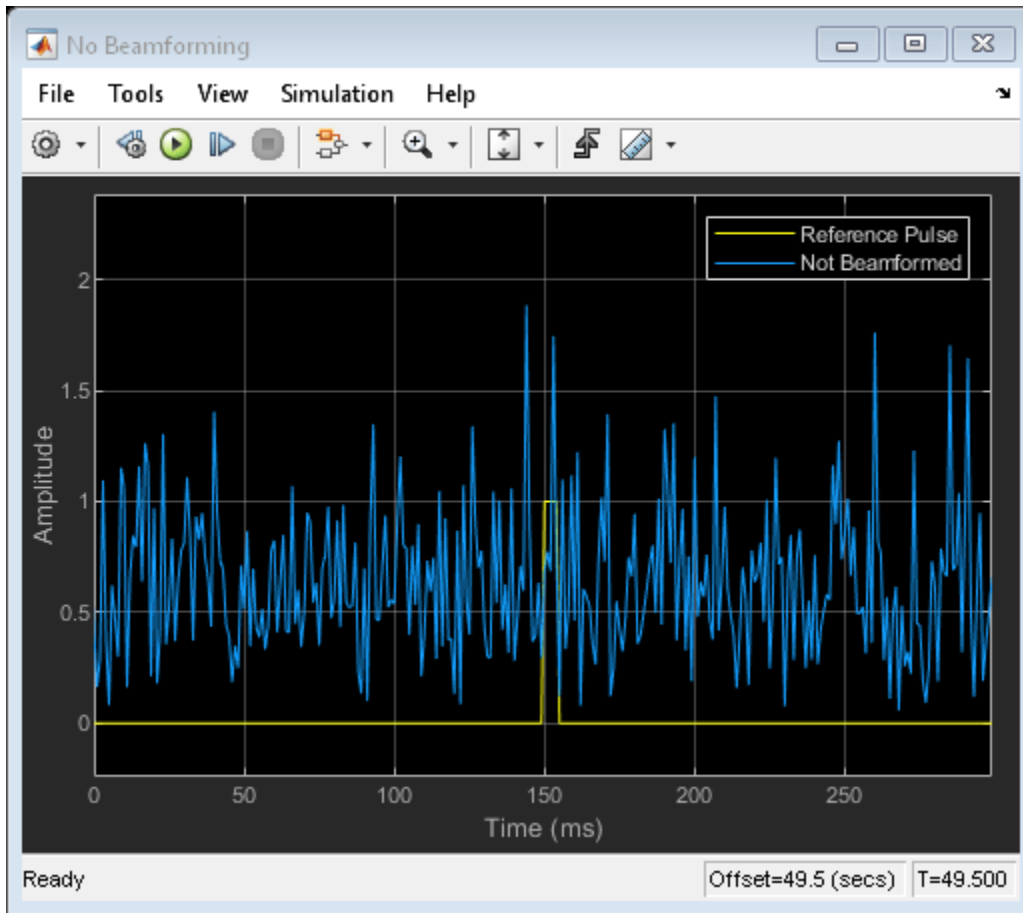 No Beamforming
File Tools View Simulation Help
Reference Pulse
Not Beamformed
2
1.5
1
0.5
0
Amplitude
0 50 100 150 200 250
Time (ms)
Ready Offset=49.5 (secs) T=49.500